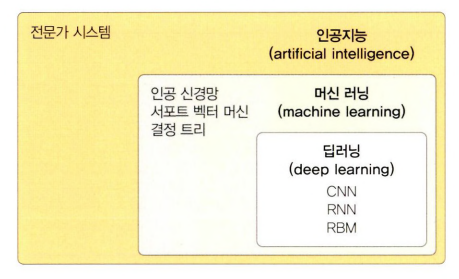 전문가 시스템
인공지능
(artificial intelligence)
인공 신경망
서포트 벡터 머신
결정 트리
머신 러닝
(machine learning)
딥러닝
(deep learning)
CNN
RNN
RBM